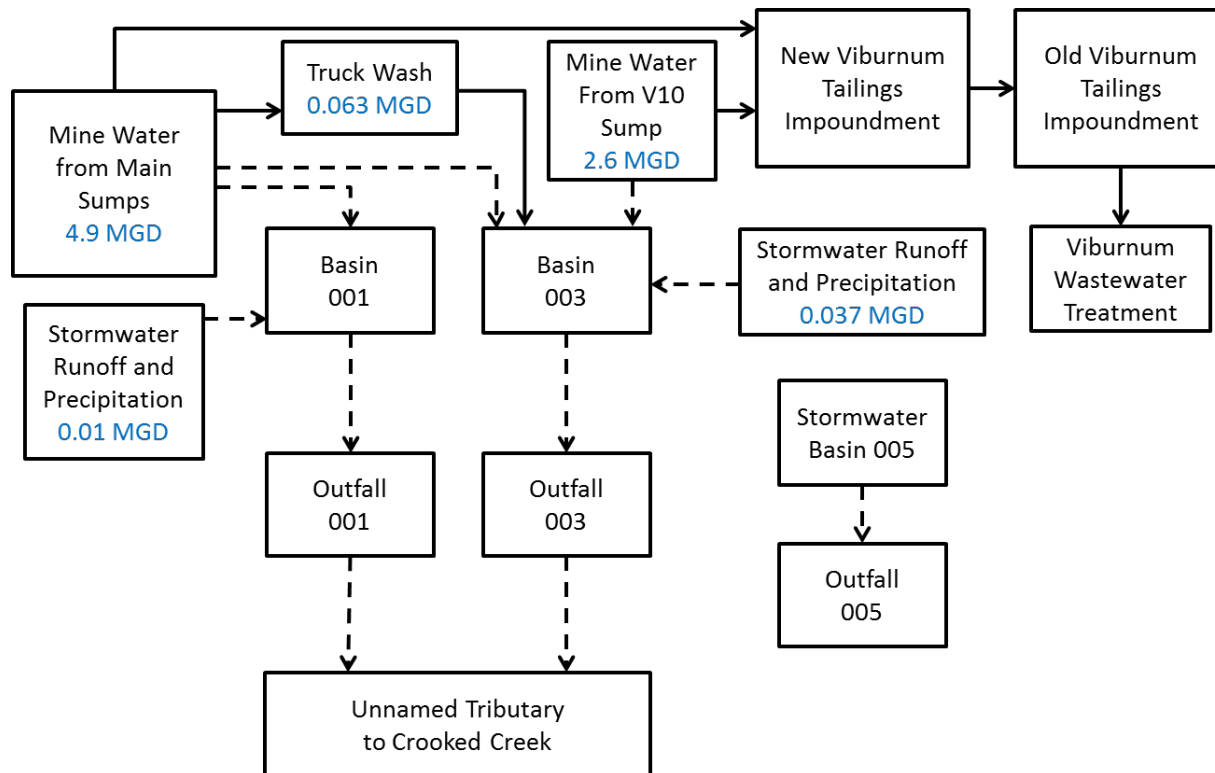 Mine Water
from Main
Sumps
4.9 MGD
Truck Wash
0.063 MGD
Mine Water
From V10
Sump
2.6 MGD
New Viburnum
Tailings
Impoundment
Old Viburnum
Tailings
Impoundment
Basin
001
Basin
003
Stormwater Runoff
and Precipitation
0.037 MGD
Viburnum
Wastewater
Treatment
Stormwater
Runoff and
Precipitation
0.01 MGD
Stormwater
Basin 005
Outfall
001
Outfall
003
Outfall
005
Unnamed Tributary
to Crooked Creek